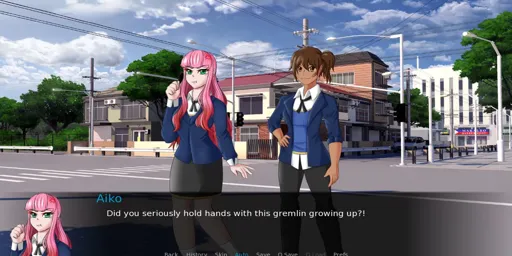 Aiko
Did you seriously hold hands with this gremlin growing up?!
Back History Skip Auto Save Q.Save Q.Load Prefs